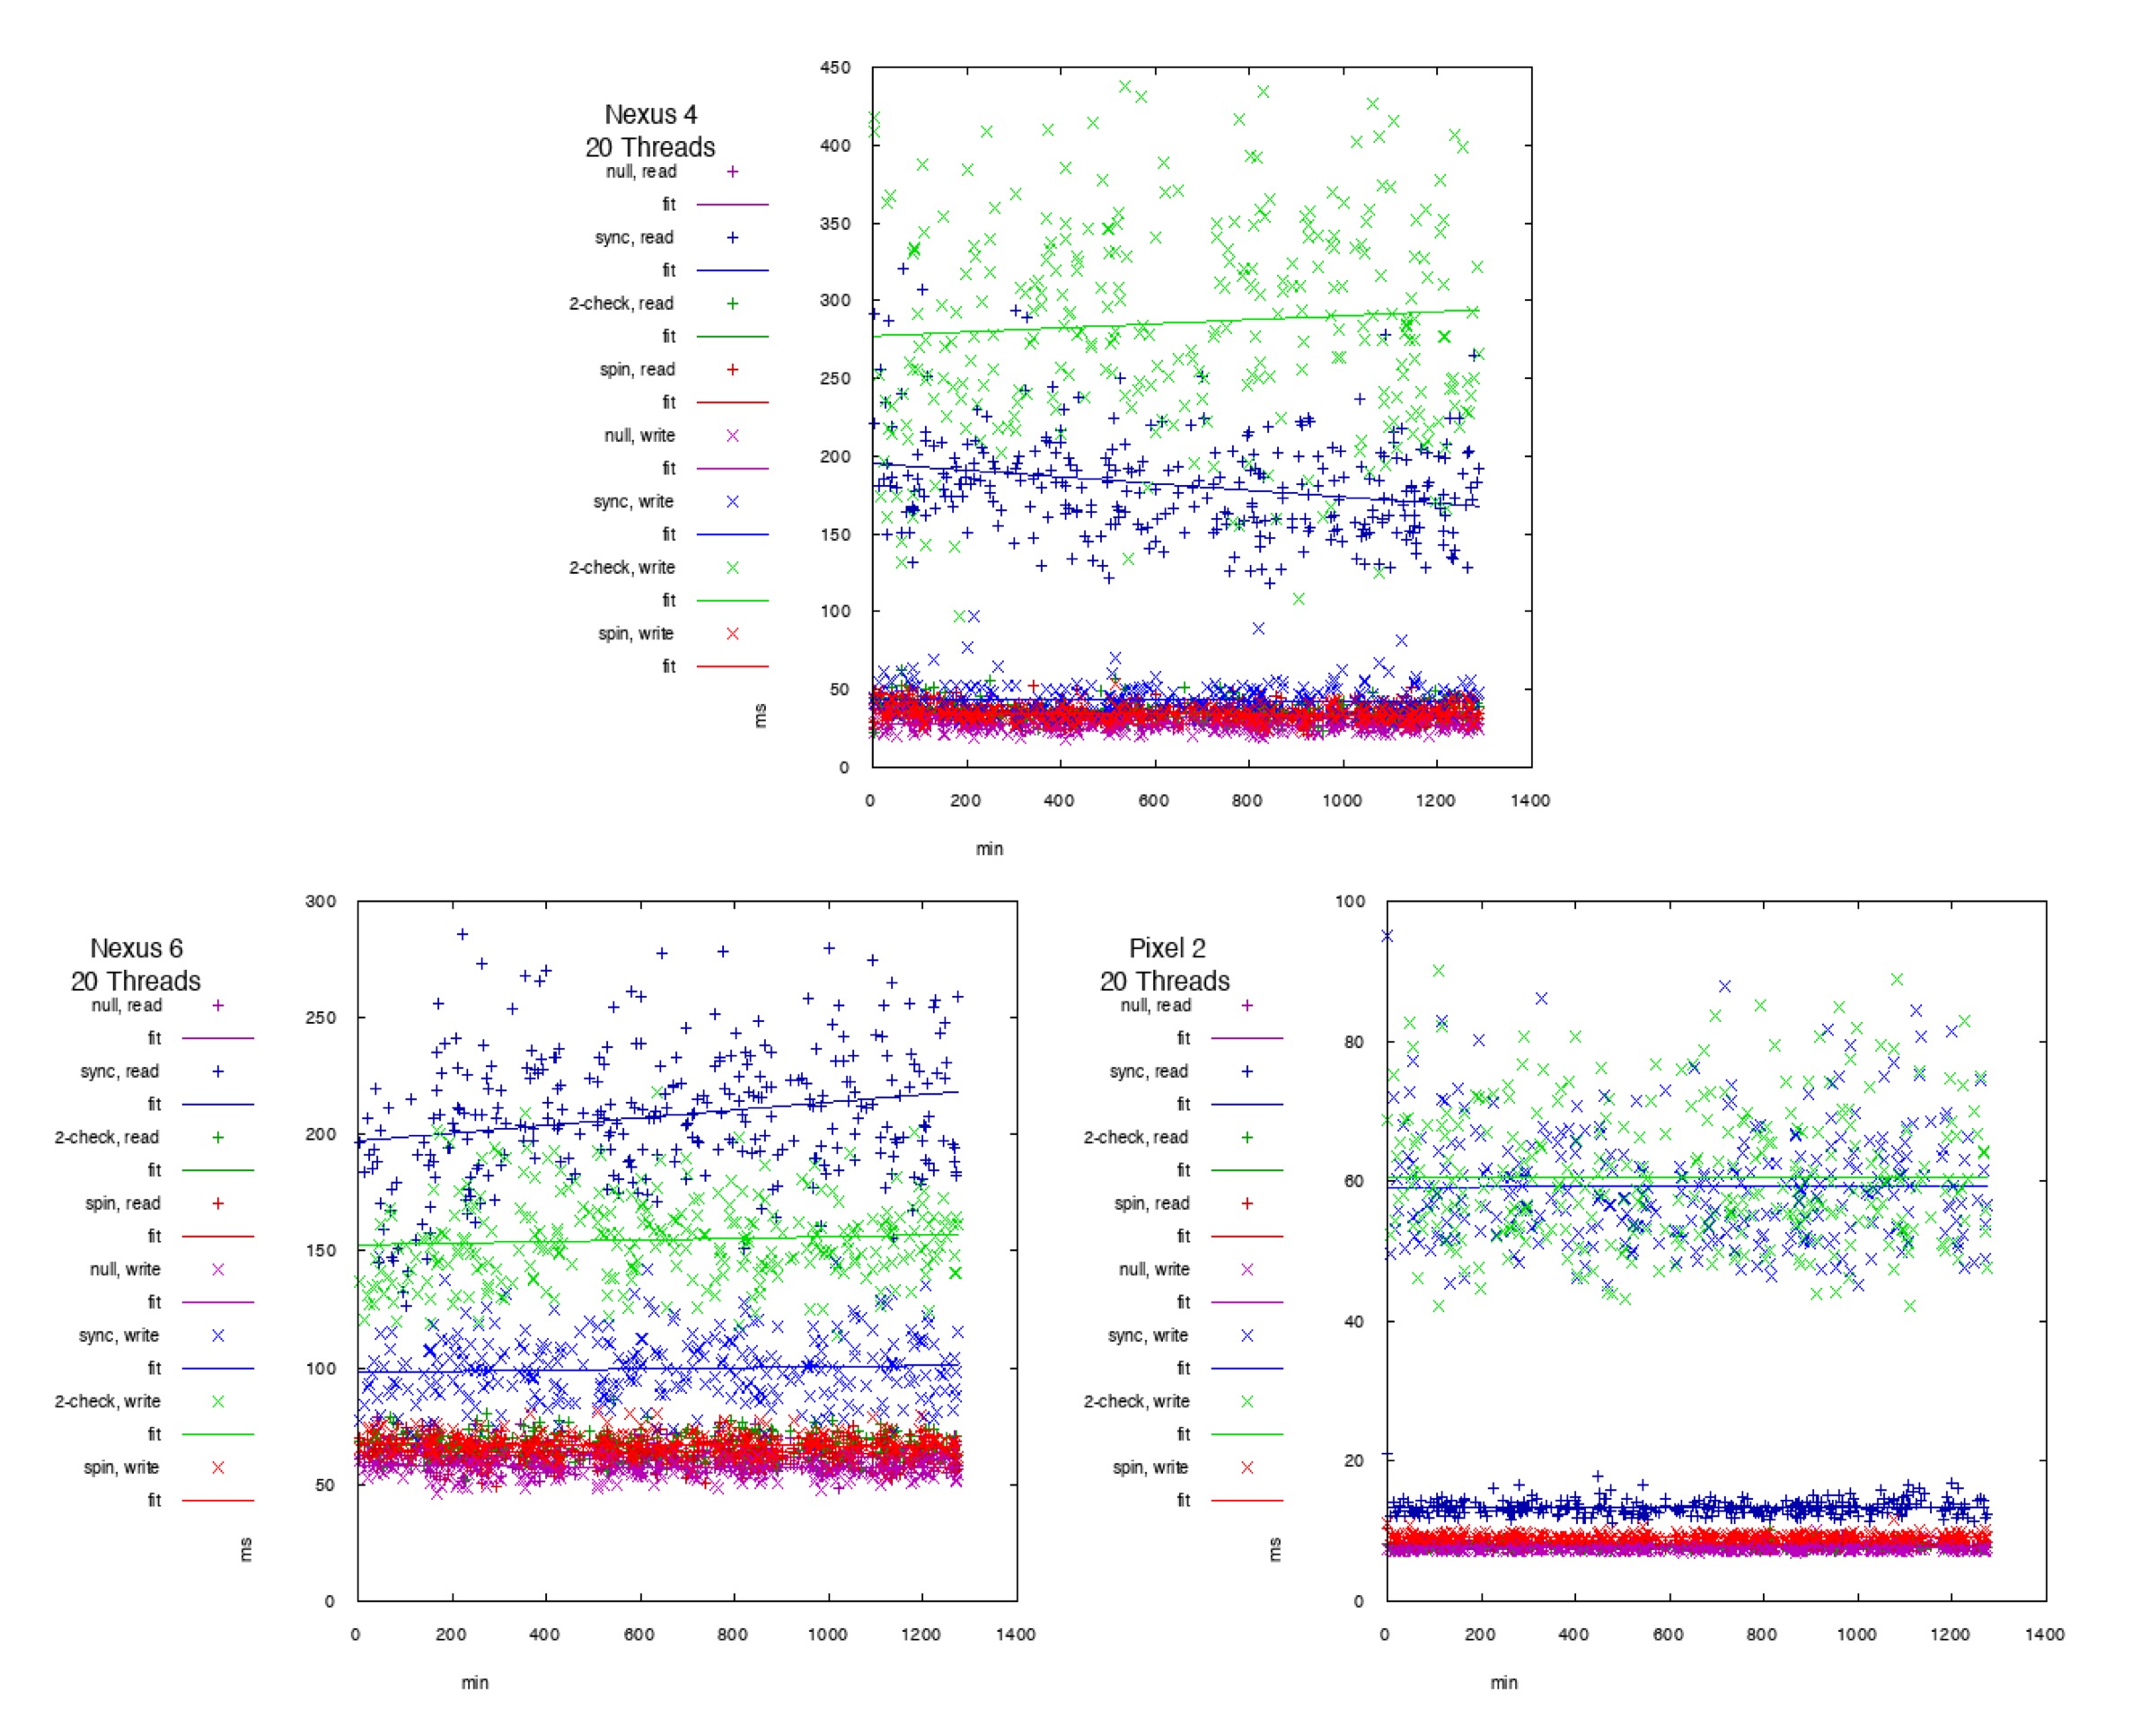 Nexus 4
20 Threads
null, read
fit
sync, read
fit
2-check, read
fit
spin, read
fit
null, write
fit
sync, write
fit
2-check, write
fit
spin, write
fit
ms
450
400
350
300
250
200
150
100
50
0
0 200 400 600 800 1000 1200 1400
min
Nexus 6
20 Threads
null, read
fit
sync, read
fit
2-check, read
fit
spin, read
fit
null, write
fit
sync, write
fit
2-check, write
fit
spin, write
fit
ms
300
250
200
150
100
50
0
0 200 400 600 800 1000 1200 1400
min
Pixel 2
20 Threads
null, read
fit
sync, read
fit
2-check, read
fit
spin, read
fit
null, write
fit
sync, write
fit
2-check, write
fit
spin, write
fit
ms
100
80
60
40
20
0
0 200 400 600 800 1000 1200 1400
min